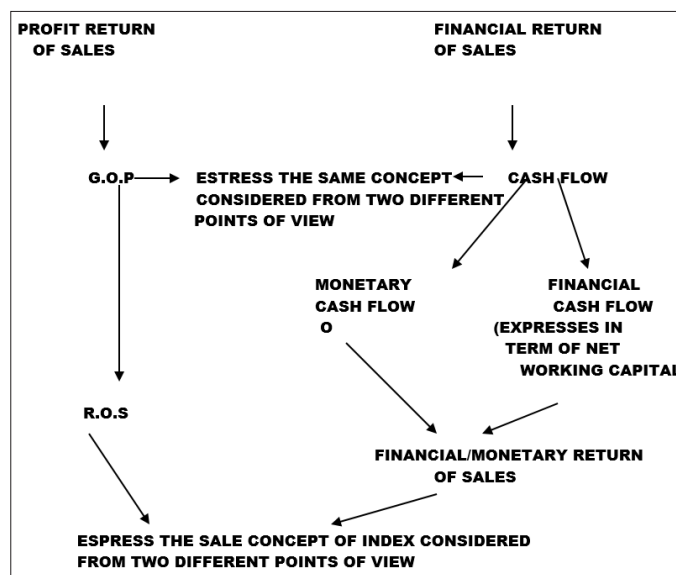 PROFIT RETURN
OF SALES
FINANCIAL RETURN
OF SALES
G.O.P
ESTRESS THE SAME CONCEPT
CONSIDERED FROM TWO DIFFERENT
POINTS OF VIEW
CASH FLOW
MONETARY
CASH FLOW
O
FINANCIAL
CASH FLOW
(EXPRESSES IN
TERM OF NET
WORKING CAPITAL
R.O.S
FINANCIAL/MONETARY RETURN
OF SALES
ESPRESS THE SALE CONCEPT OF INDEX CONSIDERED
FROM TWO DIFFERENT POINTS OF VIEW